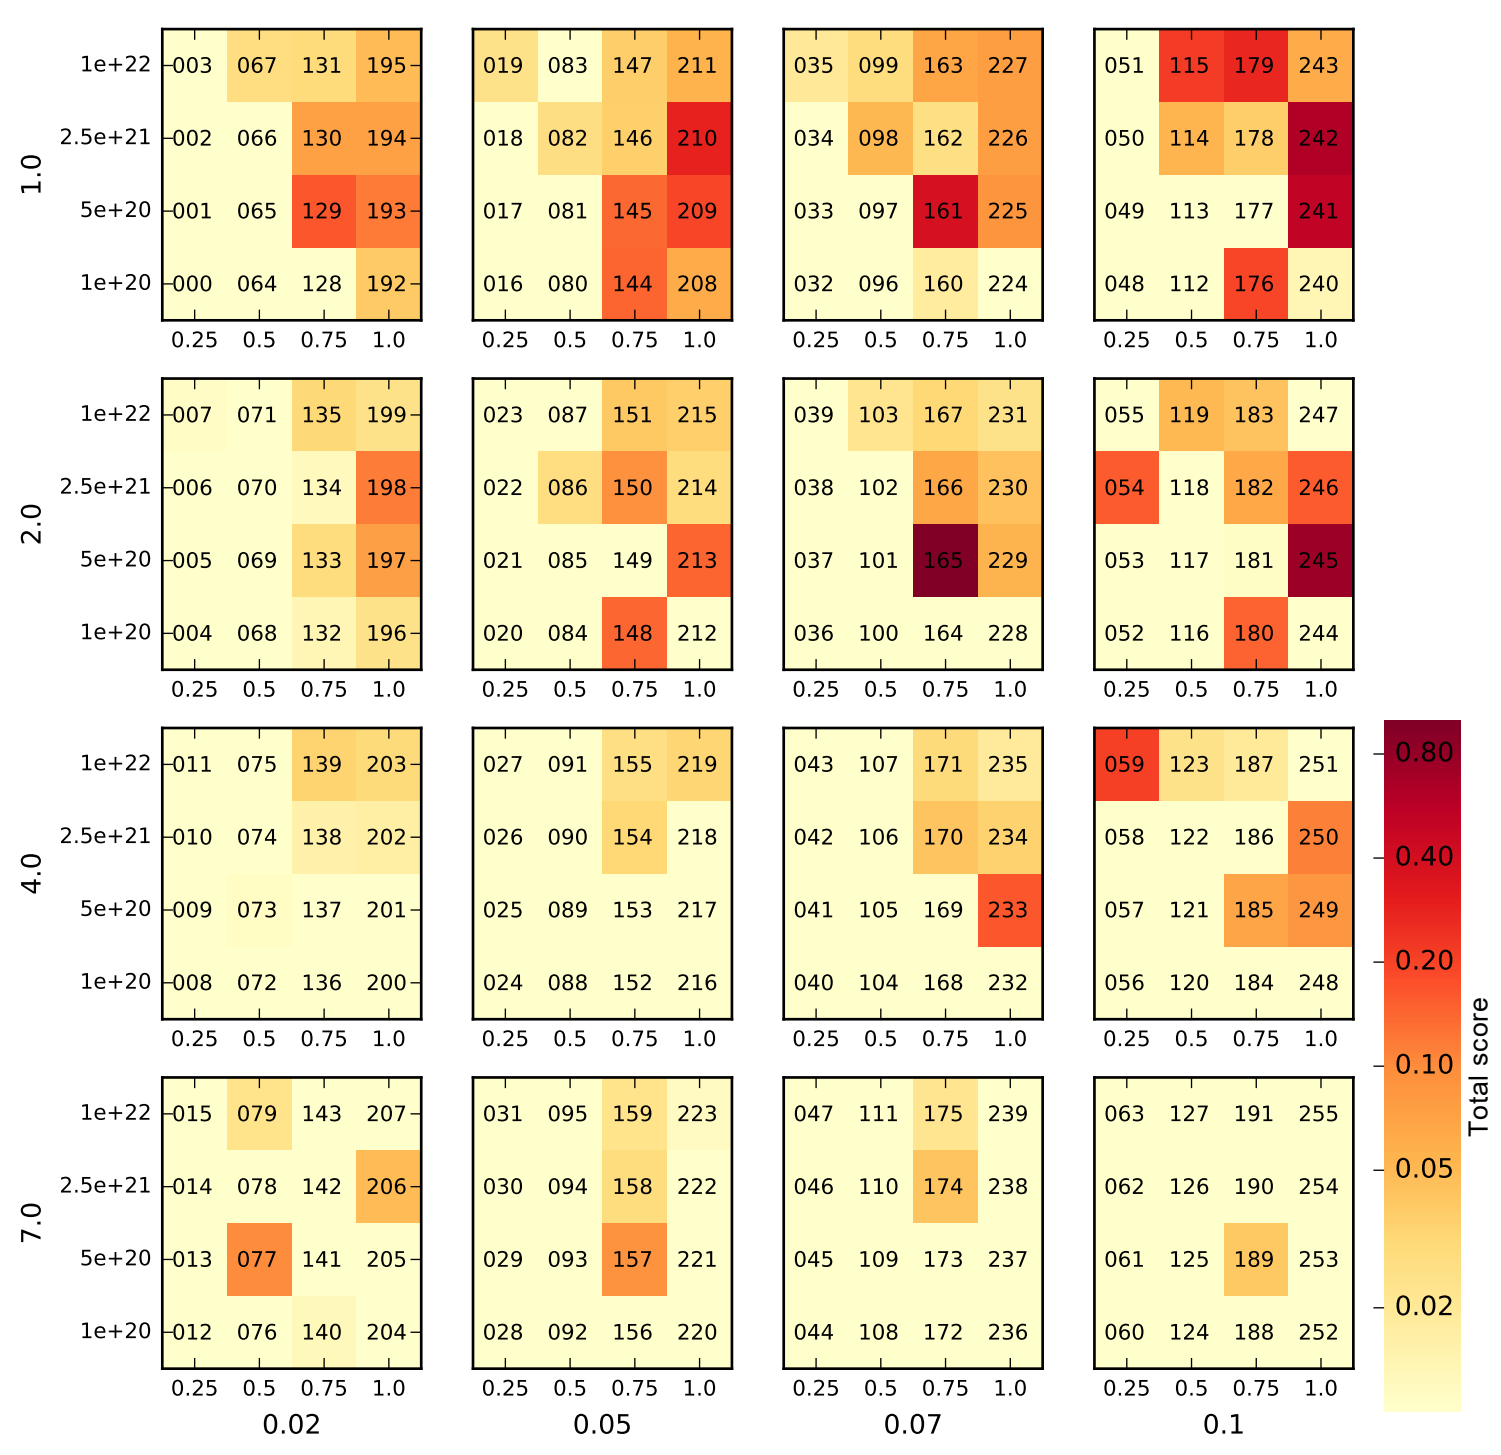 1e+22 003 067 131 195 019 083 147 211 035 099 163 227 051 115 179 243
2.5e+21 002 066 130 194 018 082 146 210 034 098 162 226 050 114 178 242
1.0
5e+20 001 065 129 193 017 081 145 209 033 097 161 225 049 113 177 241
1e+20 000 064 128 192 016 080 144 208 032 096 160 224 048 112 176 240
0.25 0.5 0.75 1.0 0.25 0.5 0.75 1.0 0.25 0.5 0.75 1.0 0.25 0.5 0.75 1.0
1e+22 007 071 135 199 023 087 151 215 039 103 167 231 055 119 183 247
2.5e+21 006 070 134 198 022 086 150 214 038 102 166 230 054 118 182 246
2.0
5e+20 005 069 133 197 021 085 149 213 037 101 165 229 053 117 181 245
1e+20 004 068 132 196 020 084 148 212 036 100 164 228 052 116 180 244
0.25 0.5 0.75 1.0 0.25 0.5 0.75 1.0 0.25 0.5 0.75 1.0 0.25 0.5 0.75 1.0
1e+22 011 075 139 203 027 091 155 219 043 107 171 235 059 123 187 251
2.5e+21 010 074 138 202 026 090 154 218 042 106 170 234 058 122 186 250
4.0
5e+20 009 073 137 201 025 089 153 217 041 105 169 233 057 121 185 249
1e+20 008 072 136 200 024 088 152 216 040 104 168 232 056 120 184 248
0.25 0.5 0.75 1.0 0.25 0.5 0.75 1.0 0.25 0.5 0.75 1.0 0.25 0.5 0.75 1.0
1e+22 015 079 143 207 031 095 159 223 047 111 175 239 063 127 191 255
2.5e+21 014 078 142 206 030 094 158 222 046 110 174 238 062 126 190 254
7.0
5e+20 013 077 141 205 029 093 157 221 045 109 173 237 061 125 189 253
1e+20 012 076 140 204 028 092 156 220 044 108 172 236 060 124 188 252
0.25 0.5 0.75 1.0 0.25 0.5 0.75 1.0 0.25 0.5 0.75 1.0 0.25 0.5 0.75 1.0
0.02 0.05 0.07 0.1
0.80
0.40
0.20
0.10
0.05
0.02
Total score